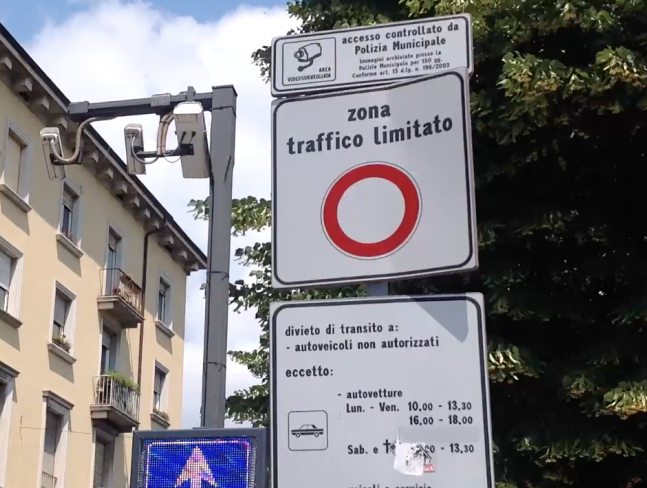 accesso controllato da
Polizia Municipale
Immagini archiviate presso la
Polizia Municipale per 150 gg.
Conforme art. 13 d.lg. n. 196/2003
AREA
VIDEOSORVEGLIATA
zona
traffico limitato
divieto di transito a:
- autoveicoli non autorizzati
eccetto:
- autovetture
Lun. - Ven. 10,00 - 13,30
16,00 - 18,00
Sab. e - 13,30